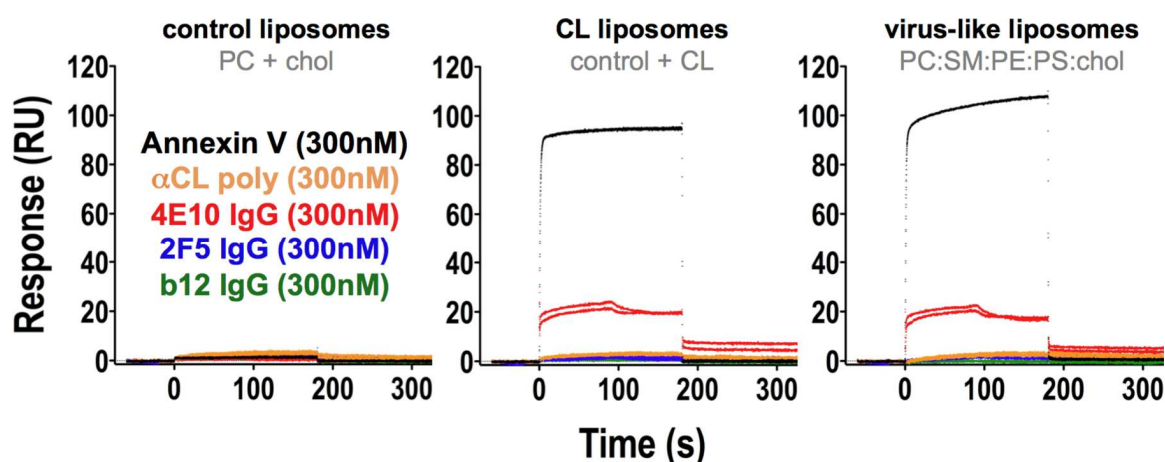 control liposomes
PC + chol
CL liposomes
control + CL
virus-like liposomes
PC:SM:PE:PS:chol
Response (RU)
120
100
80
60
40
20
0
Annexin V (300nM)
αCL poly (300nM)
4E10 IgG (300nM)
2F5 IgG (300nM)
b12 IgG (300nM)
0 100 200 300
120
100
80
60
40
20
0
0 100 200 300
120
100
80
60
40
20
0
0 100 200 300
Time (s)